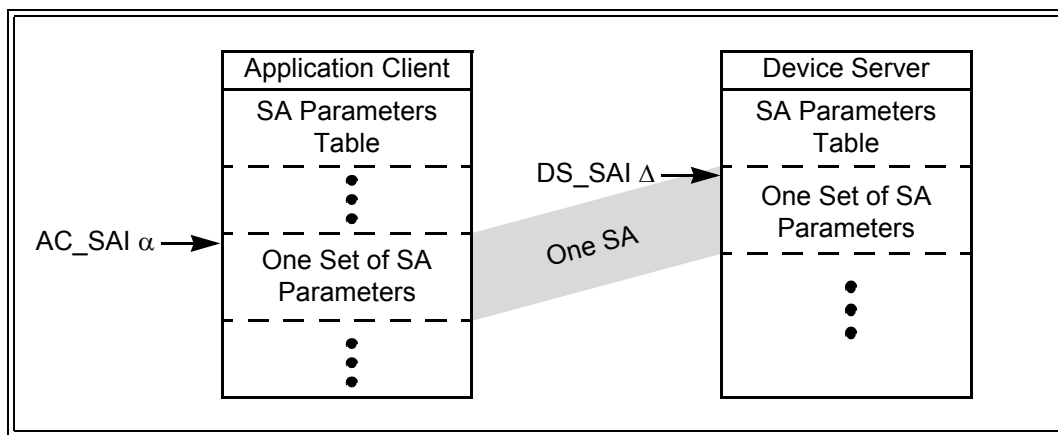 Application Client
SA Parameters
Table
AC_SAI α
One Set of SA
Parameters
One SA
Device Server
SA Parameters
Table
DS_SAI Δ
One Set of SA
Parameters